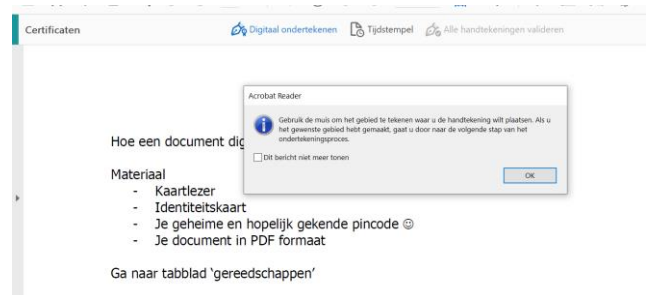 Certificaten
Digitaal ondertekenen
Tijdstempel
Alle handtekeningen valideren
Acrobat Reader
Gebruik de muis om het gebied te tekenen waar u de handtekening wilt plaatsen. Als u
het gewenste gebied hebt gemaakt, gaat u door naar de volgende stap van het
ondertekeningsproces.
Dit bericht niet meer tonen
OK
Hoe een document dig
Materiaal
- Kaartlezer
- Identiteitskaart
- Je geheime en hopelijk gekende pincode ☺
- Je document in PDF formaat
Ga naar tabblad ‘gereedschappen’